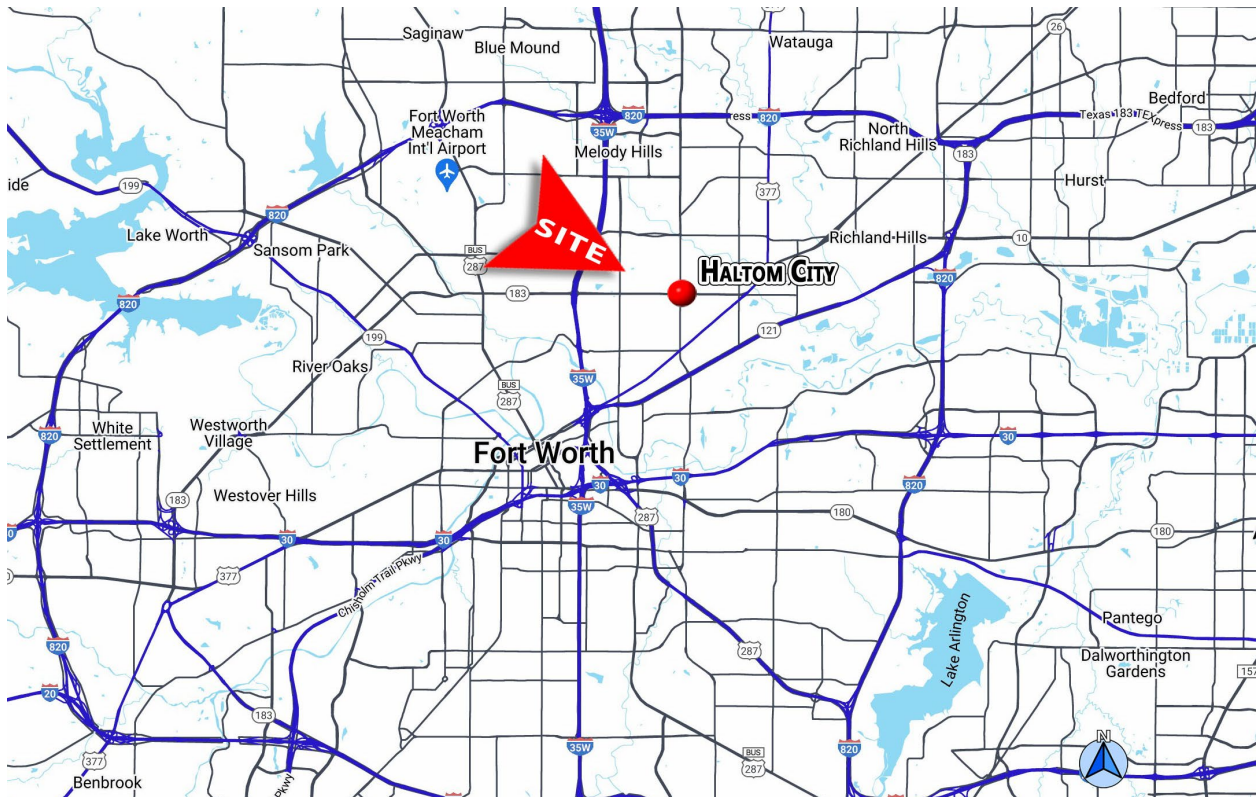 Saginaw
Blue Mound
Watauga
26
Bedford
Fort Worth
Meacham
Int'l Airport
820
35W
ress
820
Texas 183 TEXpress
183
Melody Hills
North
Richland Hills
183
ide
199
377
Hurst
820
Lake Worth
Sansom Park
SITE
BUS
287
Richland Hills
10
HALTOM CITY
820
183
820
199
121
River Oaks
35W
BUS
287
820
White
Settlement
Westworth
Village
30
Fort Worth
Westover Hills
183
30
30
820
35W
287
180
180
30
30
377
Chisholm Trail Pkwy
Lake Arlington
Pantego
820
287
Dalworthington
Gardens
157
20
183
35W
BUS
287
820
N
377
Benbrook
Pkwy